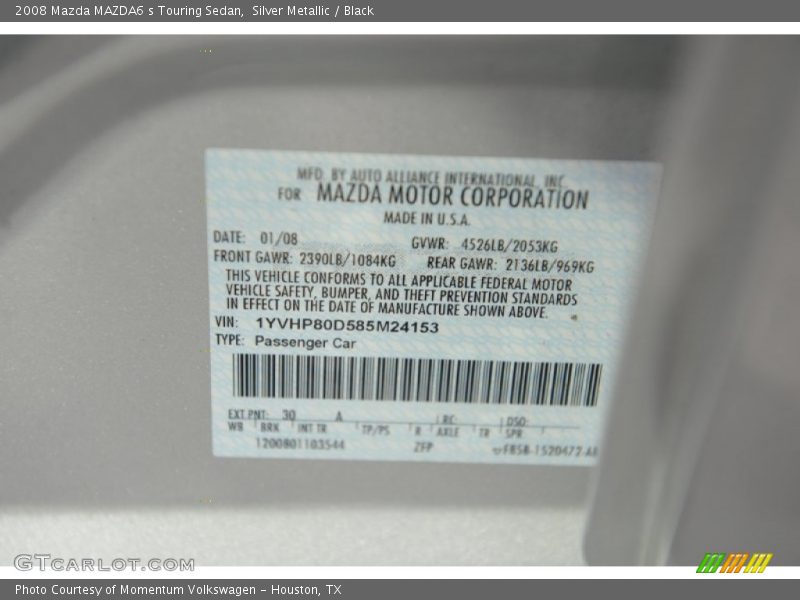 2008 Mazda MAZDA6 s Touring Sedan,  Silver Metallic / Black
MFD. BY AUTO ALLIANCE INTERNATIONAL, INC.
FOR MAZDA MOTOR CORPORATION
MADE IN U.S.A.
DATE: 01/08 GVWR: 4526LB/2053KG
FRONT GAWR: 2390LB/1084KG REAR GAWR: 2136LB/969KG
THIS VEHICLE CONFORMS TO ALL APPLICABLE FEDERAL MOTOR
VEHICLE SAFETY, BUMPER, AND THEFT PREVENTION STANDARDS
IN EFFECT ON THE DATE OF MANUFACTURE SHOWN ABOVE.
VIN: 1YVHP80D585M24153
TYPE: Passenger Car
EXT PNT: 30 A RC: DSO:
WB BRK INT TR TP/PS R AXLE TR SPR
1200801103544 ZFP
GTCARLOT.COM
Photo Courtesy of Momentum Volkswagen - Houston, TX